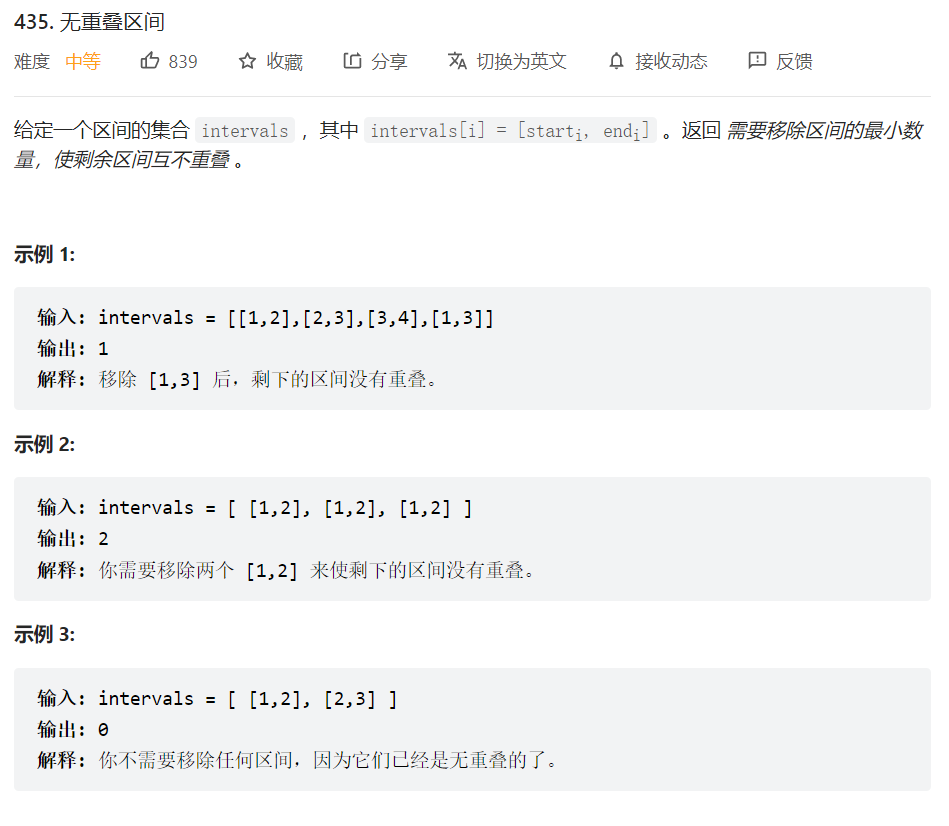 435. 无重叠区间
难度 中等 839 收藏 分享 切换为英文 接收动态 反馈
给定一个区间的集合 intervals ，其中 intervals[i] = [starti, endi] 。返回 需要移除区间的最小数
量，使剩余区间互不重叠 。
示例 1:
输入: intervals = [[1,2],[2,3],[3,4],[1,3]]
输出: 1
解释: 移除 [1,3] 后，剩下的区间没有重叠。
示例 2:
输入: intervals = [ [1,2], [1,2], [1,2] ]
输出: 2
解释: 你需要移除两个 [1,2] 来使剩下的区间没有重叠。
示例 3:
输入: intervals = [ [1,2], [2,3] ]
输出: 0
解释: 你不需要移除任何区间，因为它们已经是无重叠的了。